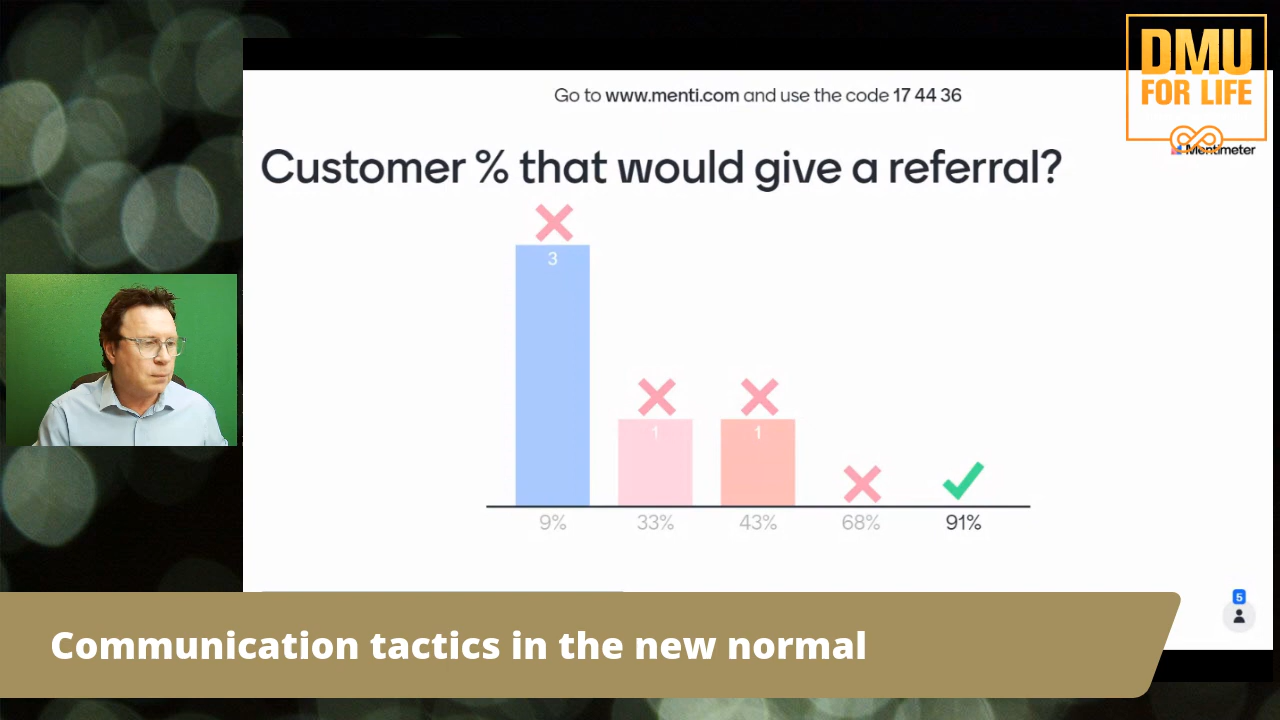 DMU
FOR LIFE
Go to www.menti.com and use the code 17 44 36
Mentimeter
Customer % that would give a referral?
3
1
1
9%
33%
43%
68%
91%
5
Communication tactics in the new normal